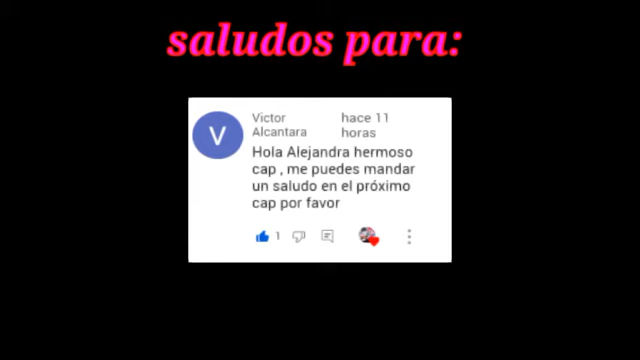 saludos para:
Victor Alcantara
hace 11 horas
V
Hola Alejandra hermoso
cap , me puedes mandar
un saludo en el próximo
cap por favor
1